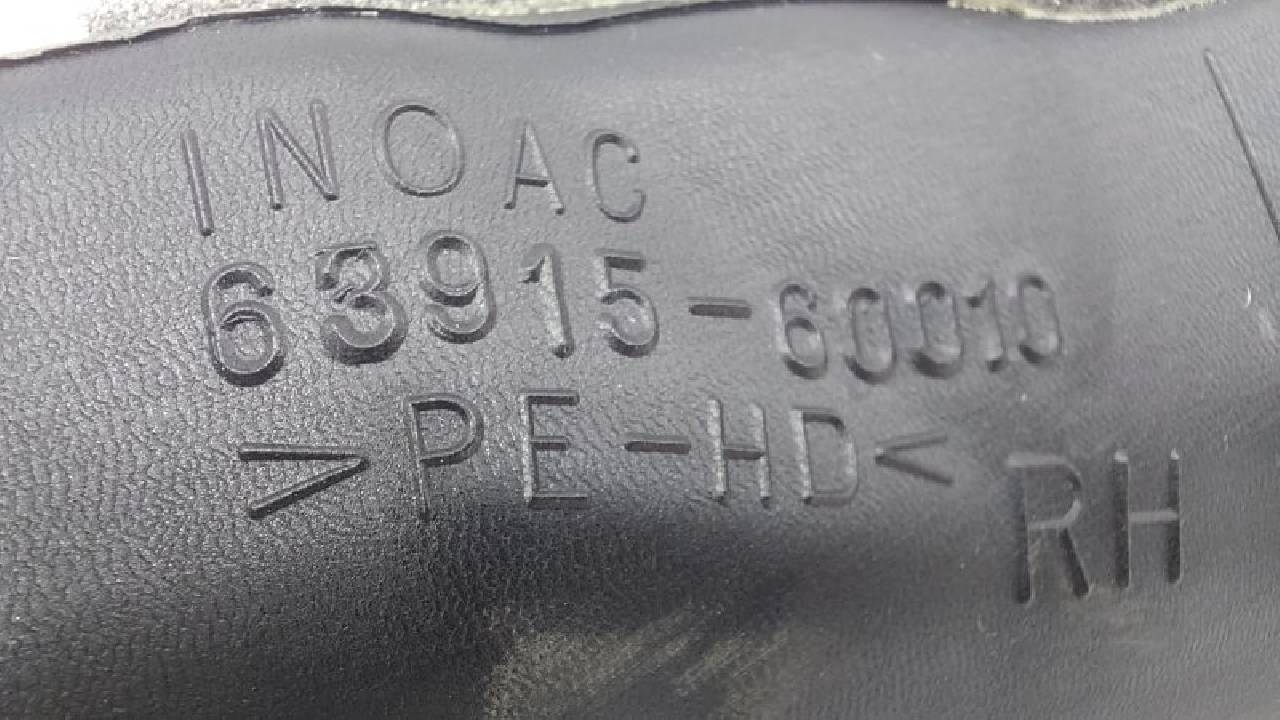 INOAC
63915-60010
>PE-HD<
RH